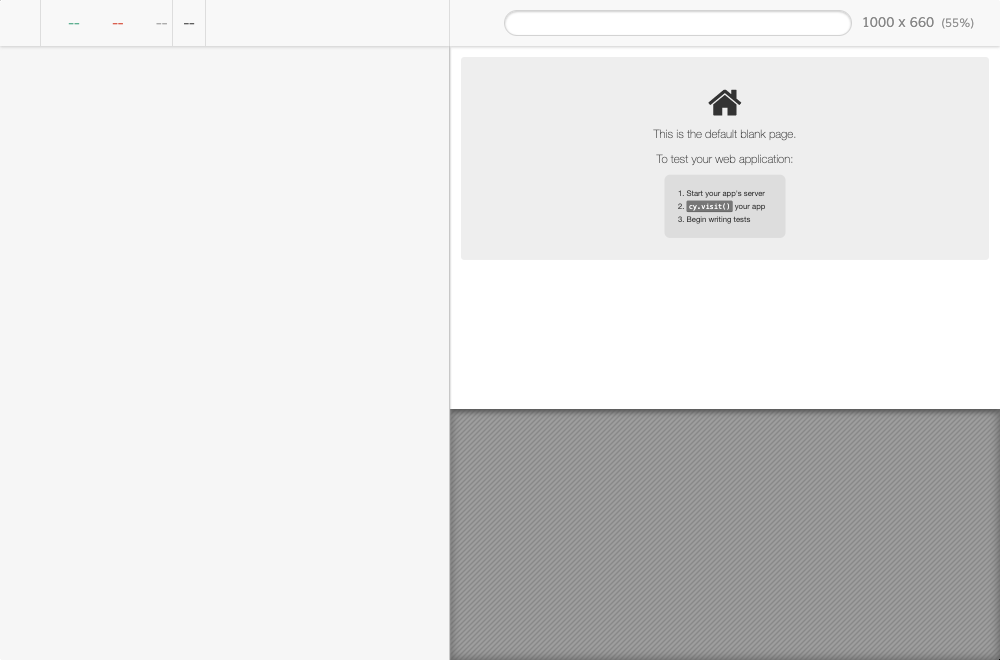 -- -- -- --
1000 x 660 (55%)
This is the default blank page.
To test your web application:
1. Start your app's server
2. cy.visit() your app
3. Begin writing tests